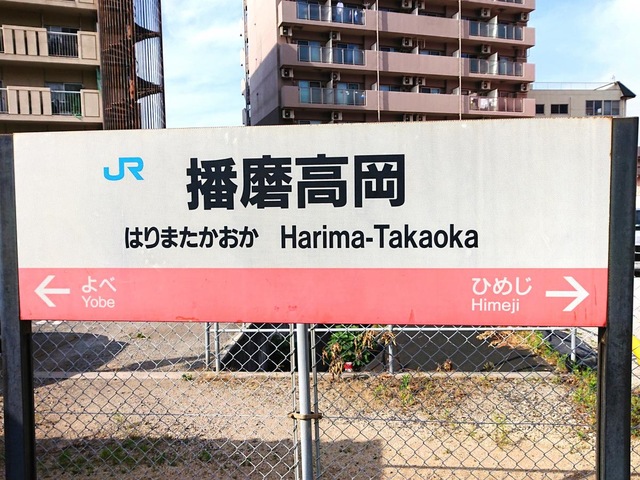 JR 播磨高岡
はりまたかおか Harima-Takaoka
← よべ ひめじ →
Yobe Himeji